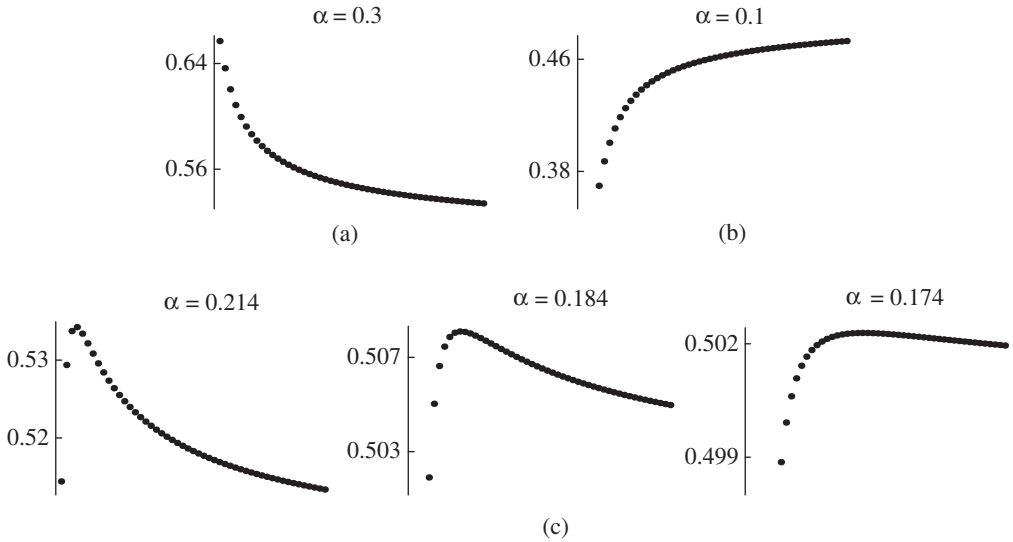 α = 0.3
0.64
0.56
(a)
α = 0.1
0.46
0.38
(b)
α = 0.214
0.53
0.52
α = 0.184
0.507
0.503
α = 0.174
0.502
0.499
(c)